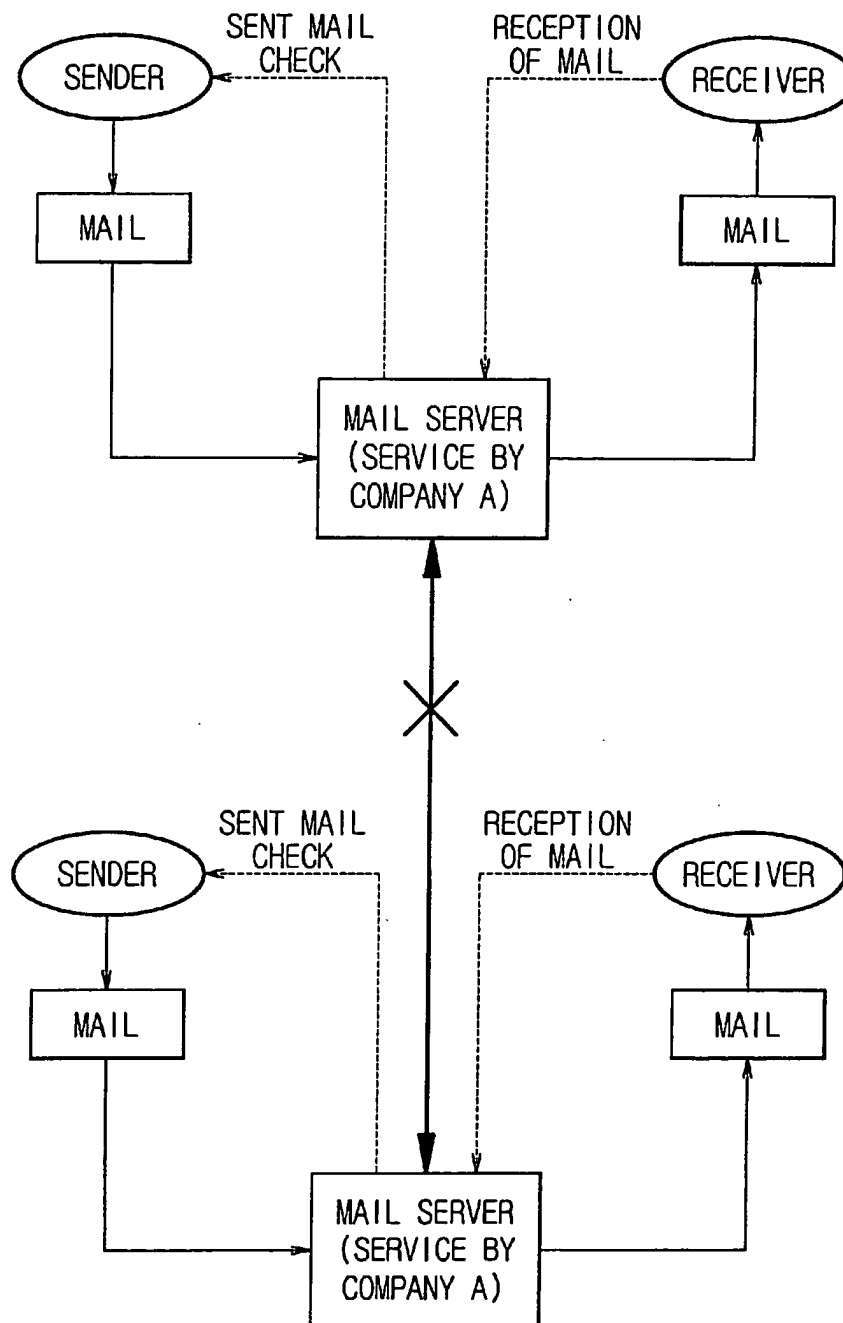 SENT MAIL
CHECK
RECEPTION
OF MAIL
SENDER
RECEIVER
MAIL
MAIL
MAIL SERVER
(SERVICE BY
COMPANY A)
SENT MAIL
CHECK
RECEPTION
OF MAIL
SENDER
RECEIVER
MAIL
MAIL
MAIL SERVER
(SERVICE BY
COMPANY A)